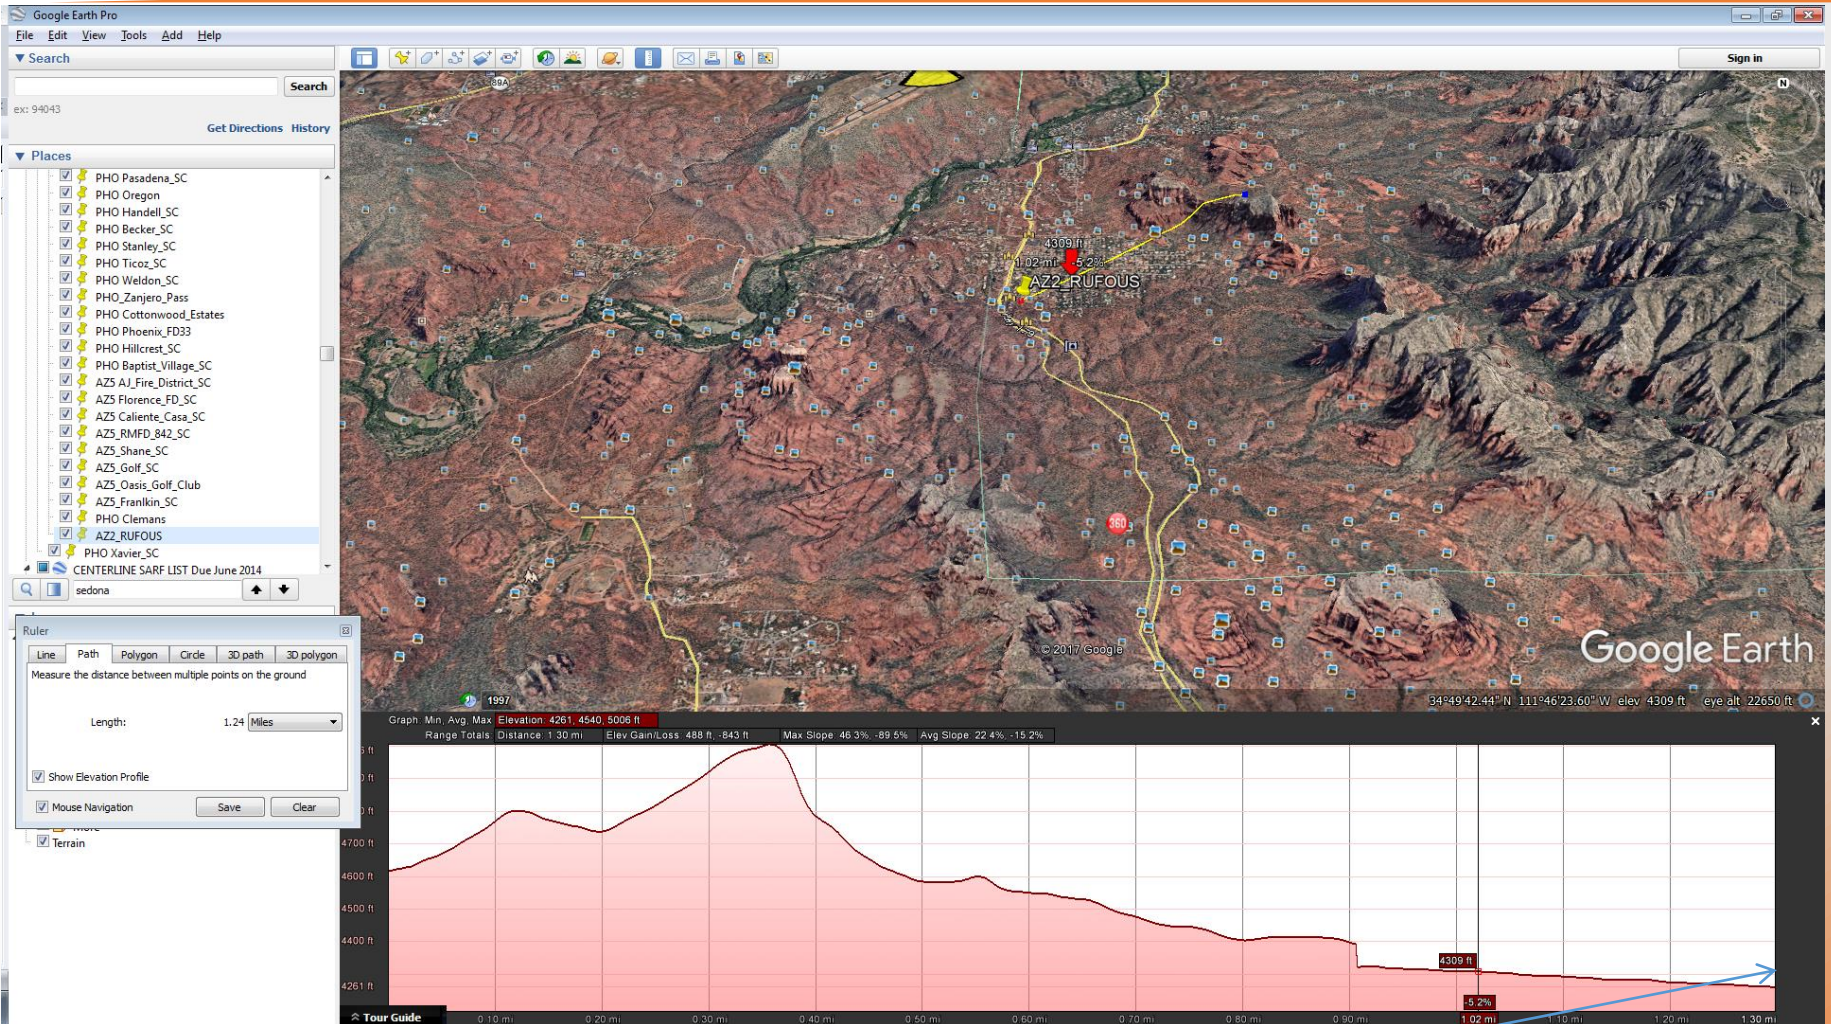 Google Earth Pro
File Edit View Tools Add Help
Search
Search
ex: 94043
Get Directions History
Places
PHO Pasadena_SC
PHO Oregon
PHO Handell_SC
PHO Becker_SC
PHO Stanley_SC
PHO Ticoz_SC
PHO Weldon_SC
PHO_Zanjero_Pass
PHO Cottonwood_Estates
PHO Phoenix_FD33
PHO Hillcrest_SC
PHO Baptist_Village_SC
AZ5 AJ_Fire_District_SC
AZ5 Florence_FD_SC
AZ5 Caliente_Casa_SC
AZ5_RMFD_842_SC
AZ5_Shane_SC
AZ5_Golf_SC
AZ5_Oasis_Golf_Club
AZ5_Franlkin_SC
PHO Clemans
AZ2_RUFOUS
PHO Xavier_SC
CENTERLINE SARF LIST Due June 2014
sedona
Ruler
Line Path Polygon Circle 3D path 3D polygon
Measure the distance between multiple points on the ground
Length: 1.24 Miles
Show Elevation Profile
Mouse Navigation Save Clear
Terrain
Sign in
N
89A
4309 ft
1.02 mi -5.2%
AZ2_RUFOUS
360
© 2017 Google
Google Earth
1997
34°49'42.44" N 111°46'23.60" W elev 4309 ft eye alt 22650 ft
Graph: Min, Avg, Max Elevation: 4261, 4540, 5006 ft
Range Totals: Distance: 1.30 mi Elev Gain/Loss: 488 ft, -843 ft Max Slope: 46.3%, -89.5% Avg Slope: 22.4%, -15.2%
4700 ft
4600 ft
4500 ft
4400 ft
4309 ft
4261 ft
-5.2%
Tour Guide 0.10 mi 0.20 mi 0.30 mi 0.40 mi 0.50 mi 0.60 mi 0.70 mi 0.80 mi 0.90 mi 1.02 mi 1.10 mi 1.20 mi 1.30 mi